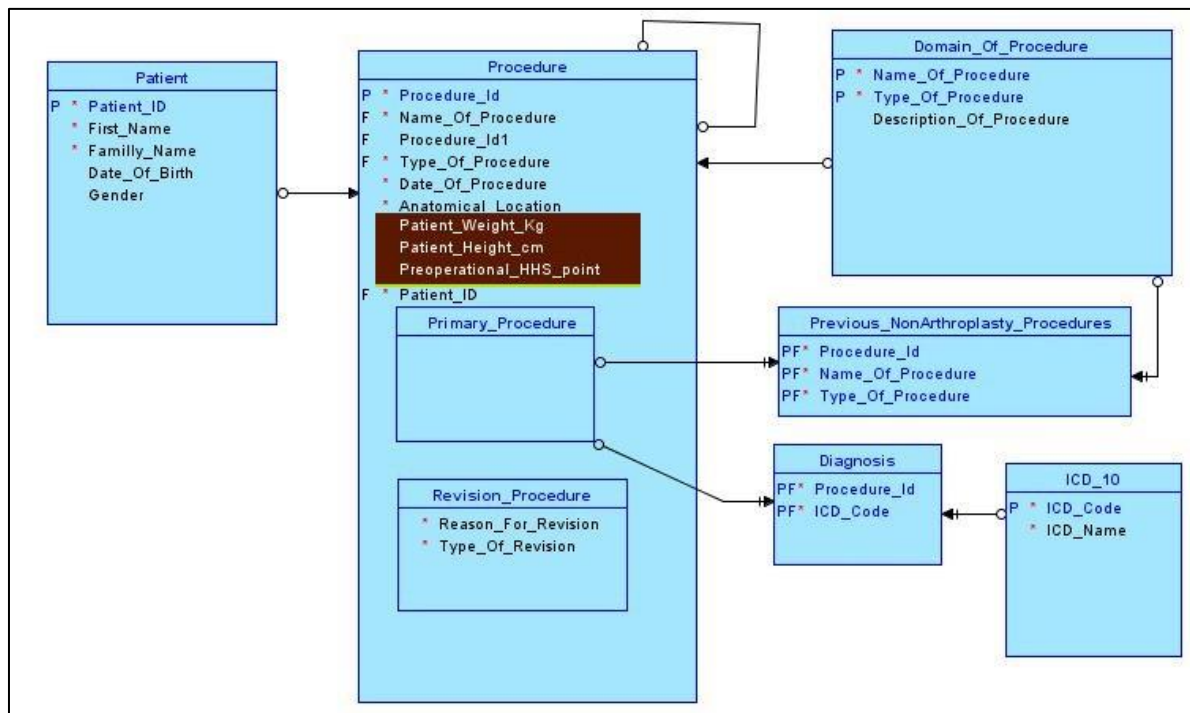 Patient
P * Patient_ID
* First_Name
* Familly_Name
Date_Of_Birth
Gender
Procedure
P * Procedure_Id
F * Name_Of_Procedure
F Procedure_Id1
F * Type_Of_Procedure
* Date_Of_Procedure
* Anatomical_Location
Patient_Weight_Kg
Patient_Height_cm
Preoperational_HHS_point
F * Patient_ID
Primary_Procedure
Revision_Procedure
* Reason_For_Revision
* Type_Of_Revision
Domain_Of_Procedure
P * Name_Of_Procedure
P * Type_Of_Procedure
Description_Of_Procedure
Previous_NonArthroplasty_Procedures
PF* Procedure_Id
PF* Name_Of_Procedure
PF* Type_Of_Procedure
Diagnosis
PF* Procedure_Id
PF* ICD_Code
ICD_10
P * ICD_Code
* ICD_Name